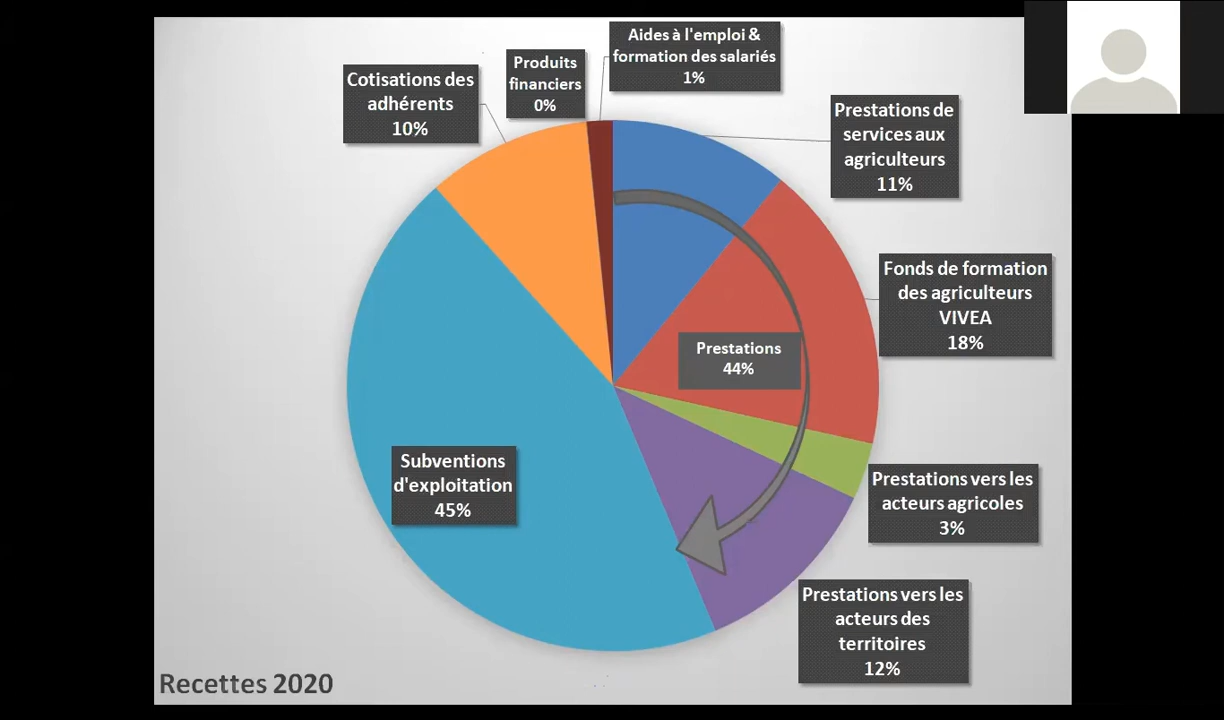 Aides à l'emploi &
formation des salariés
1%
Produits
financiers
0%
Cotisations des
adhérents
10%
Prestations de
services aux
agriculteurs
11%
Fonds de formation
des agriculteurs
VIVEA
18%
Prestations
44%
Subventions
d'exploitation
45%
Prestations vers les
acteurs agricoles
3%
Prestations vers les
acteurs des
territoires
12%
Recettes 2020